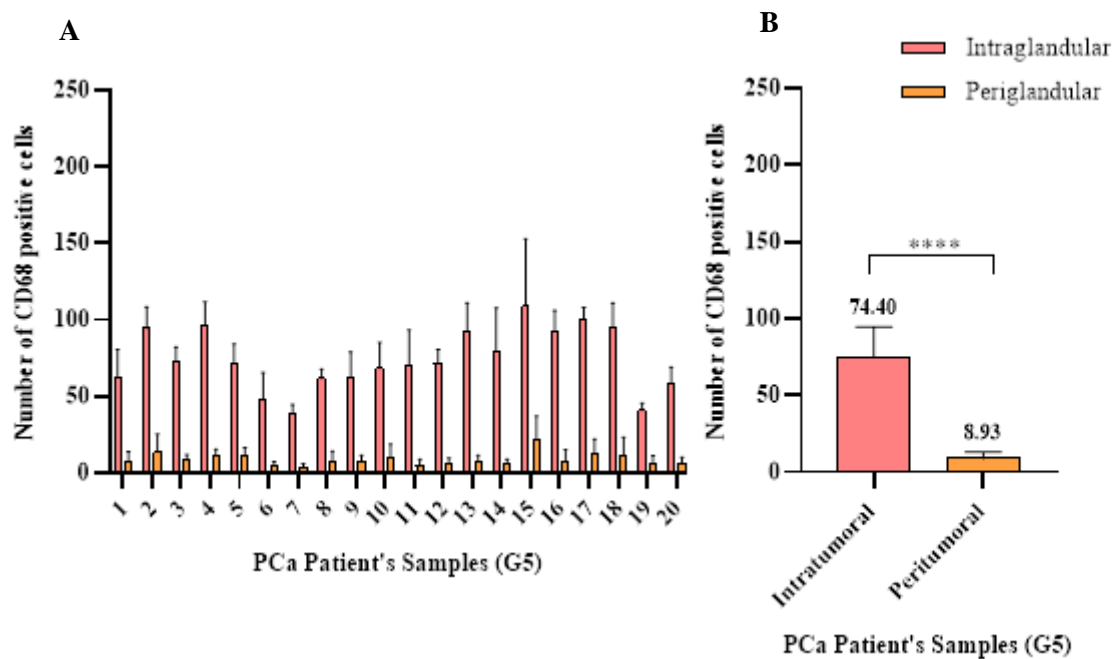 A
Number of CD68 positive cells
250
200
150
100
50
0
1 2 3 4 5 6 7 8 9 10 11 12 13 14 15 16 17 18 19 20
PCa Patient's Samples (G5)
B
Intraglandular
Periglandular
Number of CD68 positive cells
250
200
150
100
50
0
****
74.40
8.93
Intratumoral
Peritumoral
PCa Patient's Samples (G5)